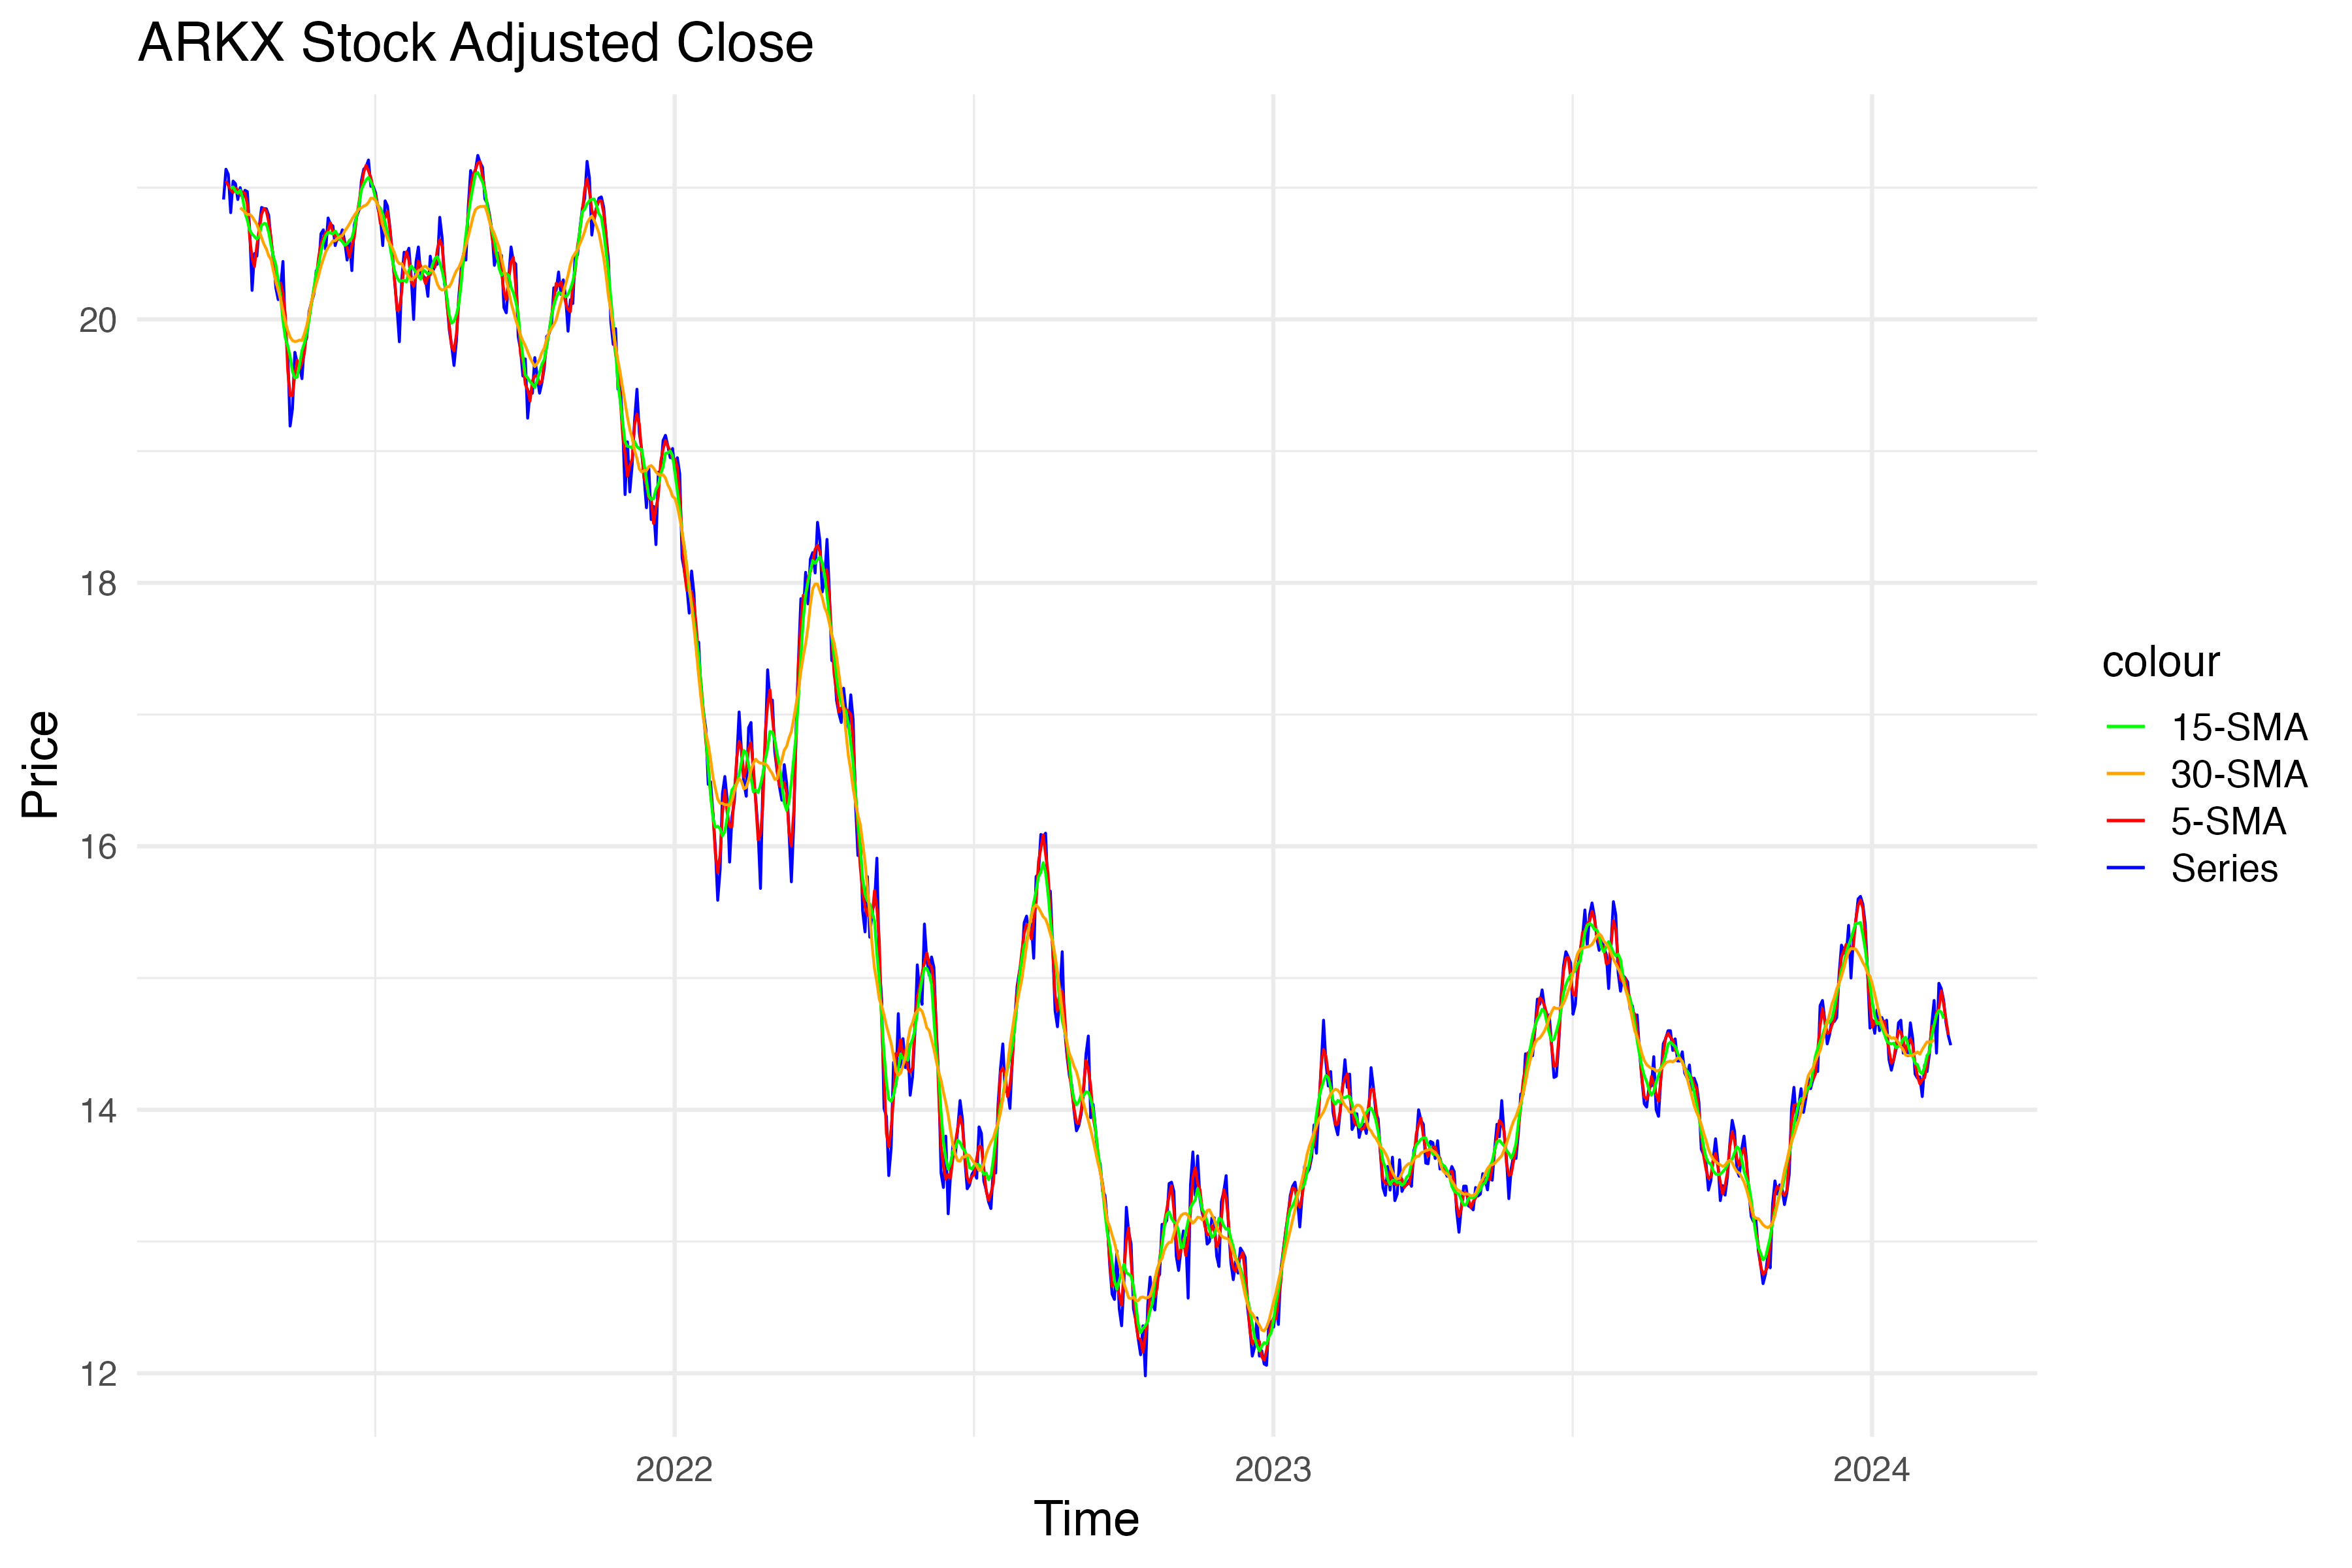 ARKX Stock Adjusted Close
Price
20
18
16
14
12
2022
2023
2024
Time
colour
15-SMA
30-SMA
5-SMA
Series